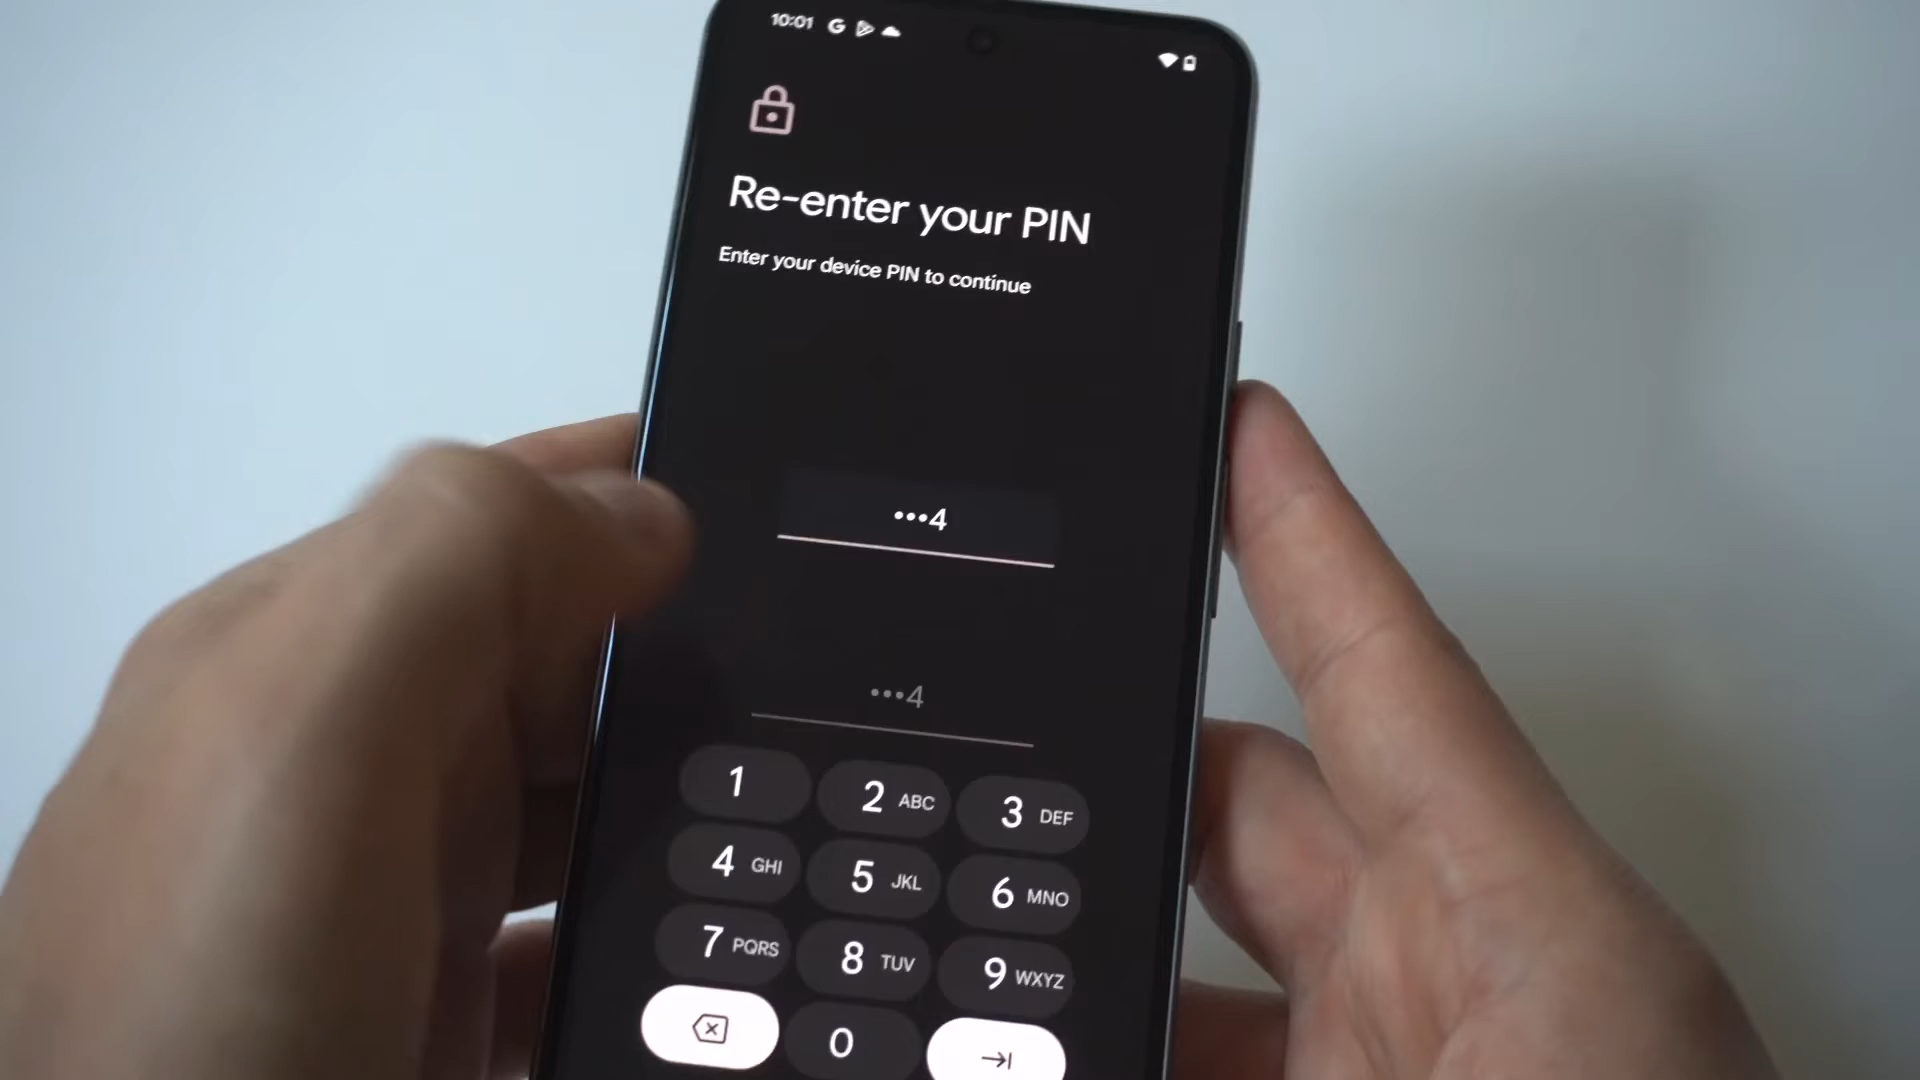 10:01
Re-enter your PIN
Enter your device PIN to continue
•••4
•••4
1 2 ABC 3 DEF
4 GHI 5 JKL 6 MNO
7 PQRS 8 TUV 9 WXYZ
0